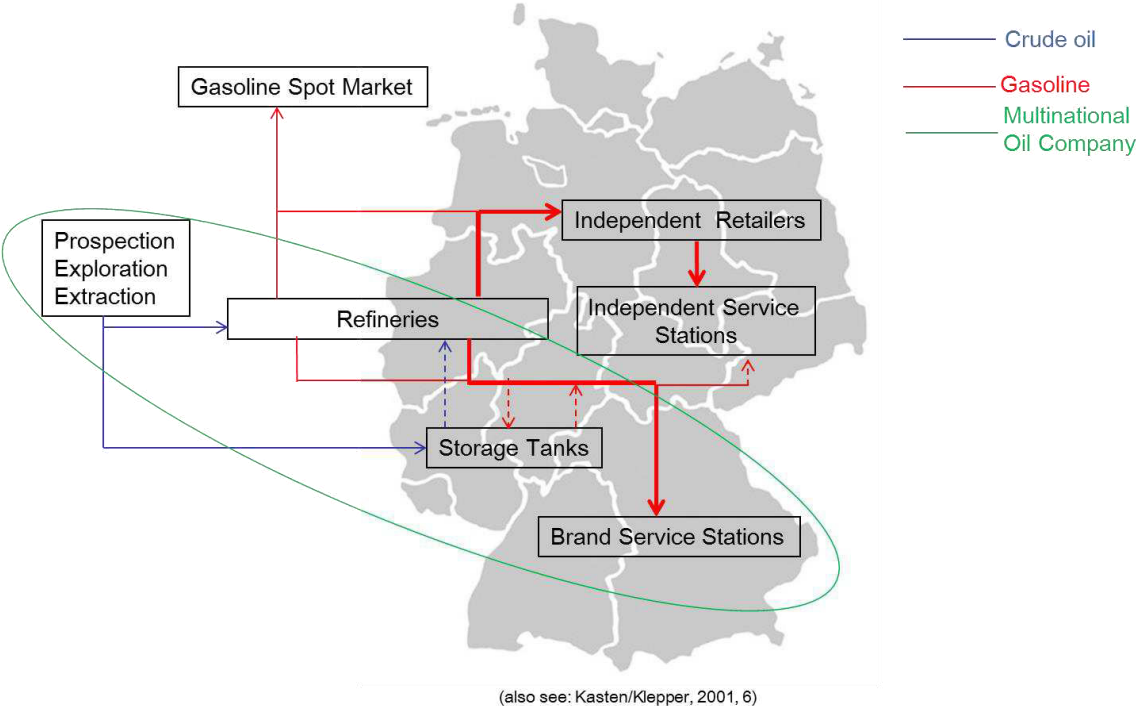 Crude oil
Gasoline
Multinational
Oil Company
Gasoline Spot Market
Prospection
Exploration
Extraction
Independent  Retailers
Refineries
Independent Service
Stations
Storage Tanks
Brand Service Stations
(also see: Kasten/Klepper, 2001, 6)